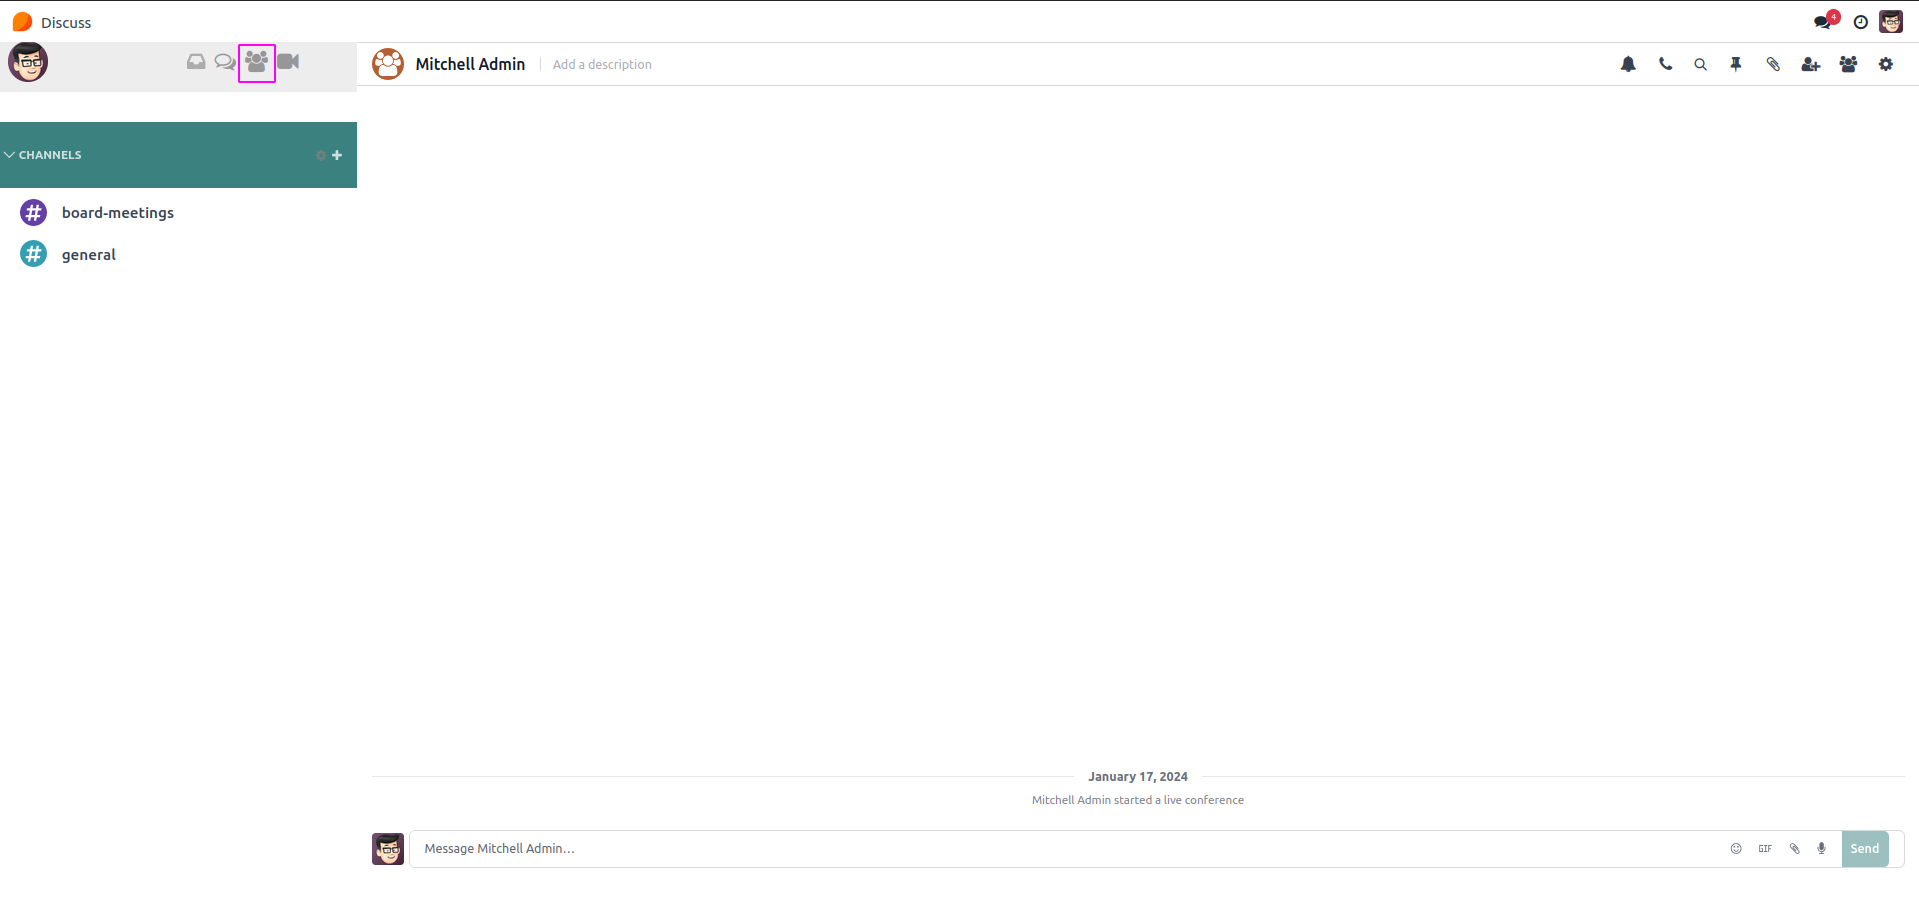 Discuss
4
Mitchell Admin
Add a description
CHANNELS
board-meetings
general
January 17, 2024
Mitchell Admin started a live conference
Message Mitchell Admin...
GIF
Send